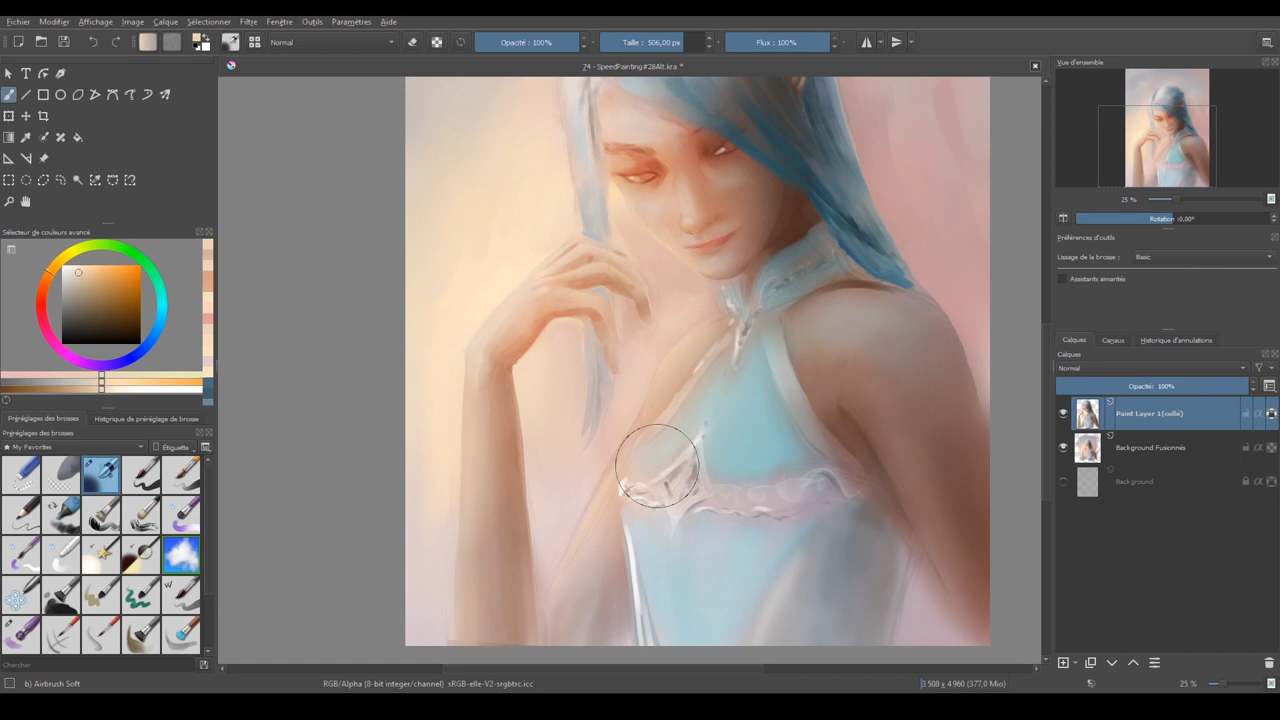 Fichier Modifier Affichage Image Calque Sélectionner Filtre Fenêtre Outils Paramètres Aide
Normal Opacité : 100% Taille : 506,00 px Flux : 100%
74 - SpeedPainting#28Alt.kra *
Vue d'ensemble
25 %
Rotation :0,00°
Préférences d'outils
Lissage de la brosse : Basic
Assistants aimantés
Sélecteur de couleurs avancé
Calques Canaux Historique d'annulations
Calques
Normal
Opacité: 100%
Paint Layer 1(collé)
Background Fusionnés
Background
Préréglages des brosses Historique de préréglage de brosse
Préréglages des brosses
My Favorites Étiquette
Chercher
b) Airbrush Soft RGB/Alpha (8-bit integer/channel) sRGB-elle-V2-srgbtrc.icc 3 508 x 4 960 (377,0 Mio) 25 %